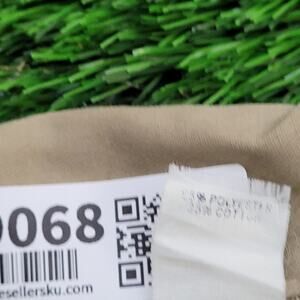 0068
esellersku.com
% POLYESTER
% COTTON